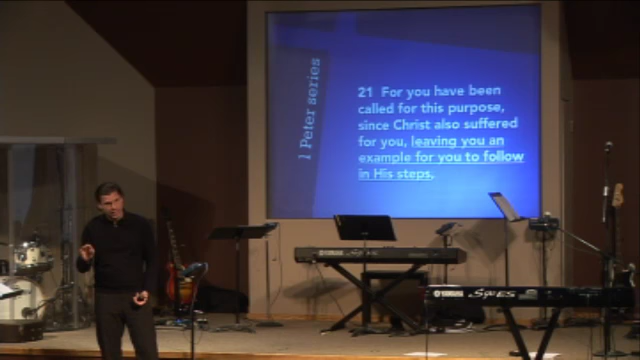 1 Peter series
21 For you have been
called for this purpose,
since Christ also suffered
for you, leaving you an
example for you to follow
in His steps.
YAMAHA